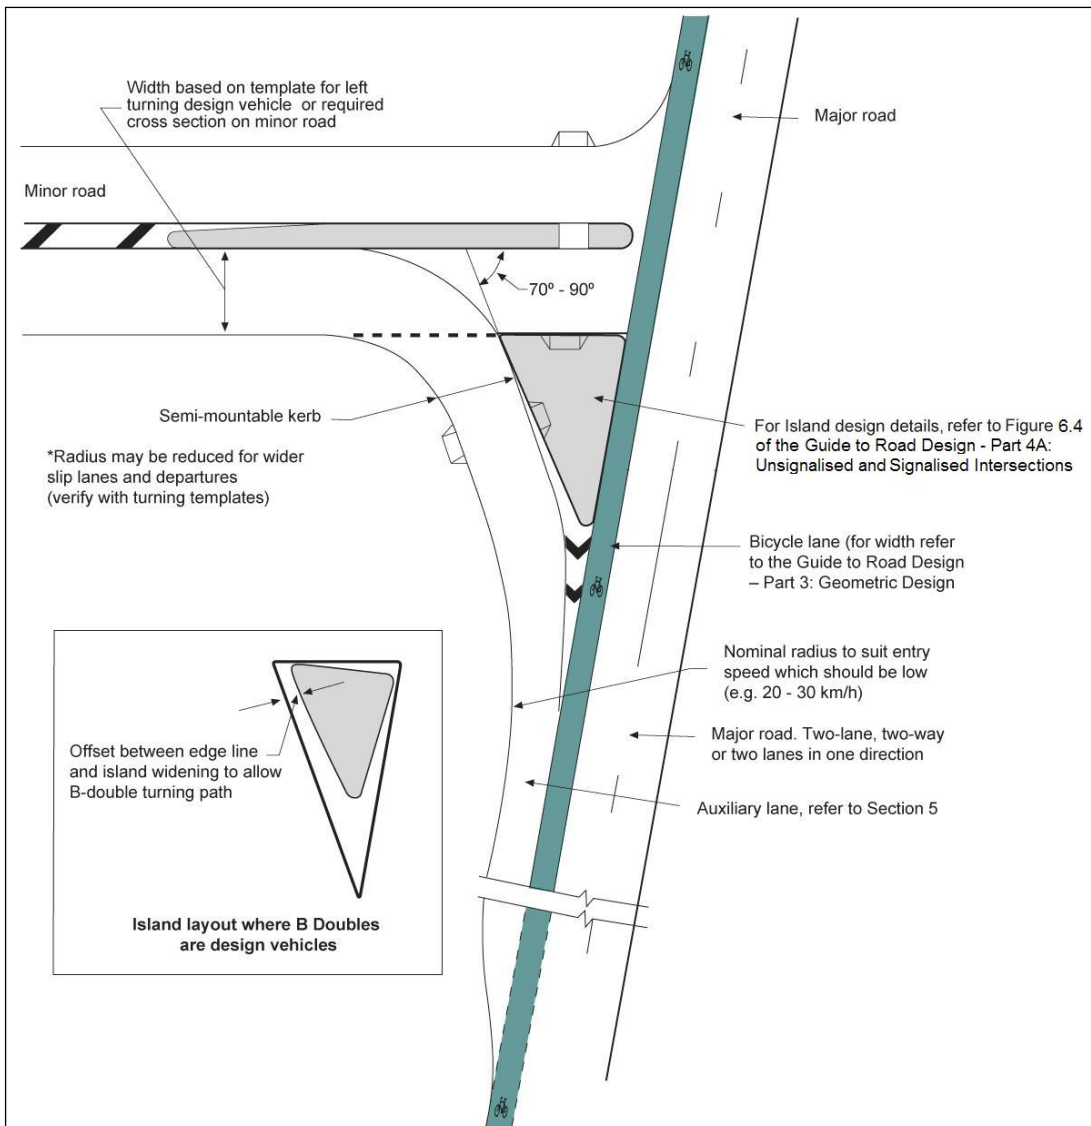 Width based on template for left
turning design vehicle or required
cross section on minor road
Major road
Minor road
70º - 90º
Semi-mountable kerb
*Radius may be reduced for wider
slip lanes and departures
(verify with turning templates)
For Island design details, refer to Figure 6.4
of the Guide to Road Design - Part 4A:
Unsignalised and Signalised Intersections
Bicycle lane (for width refer
to the Guide to Road Design
– Part 3: Geometric Design
Nominal radius to suit entry
speed which should be low
(e.g. 20 - 30 km/h)
Major road. Two-lane, two-way
or two lanes in one direction
Auxiliary lane, refer to Section 5
Offset between edge line
and island widening to allow
B-double turning path
Island layout where B Doubles
are design vehicles